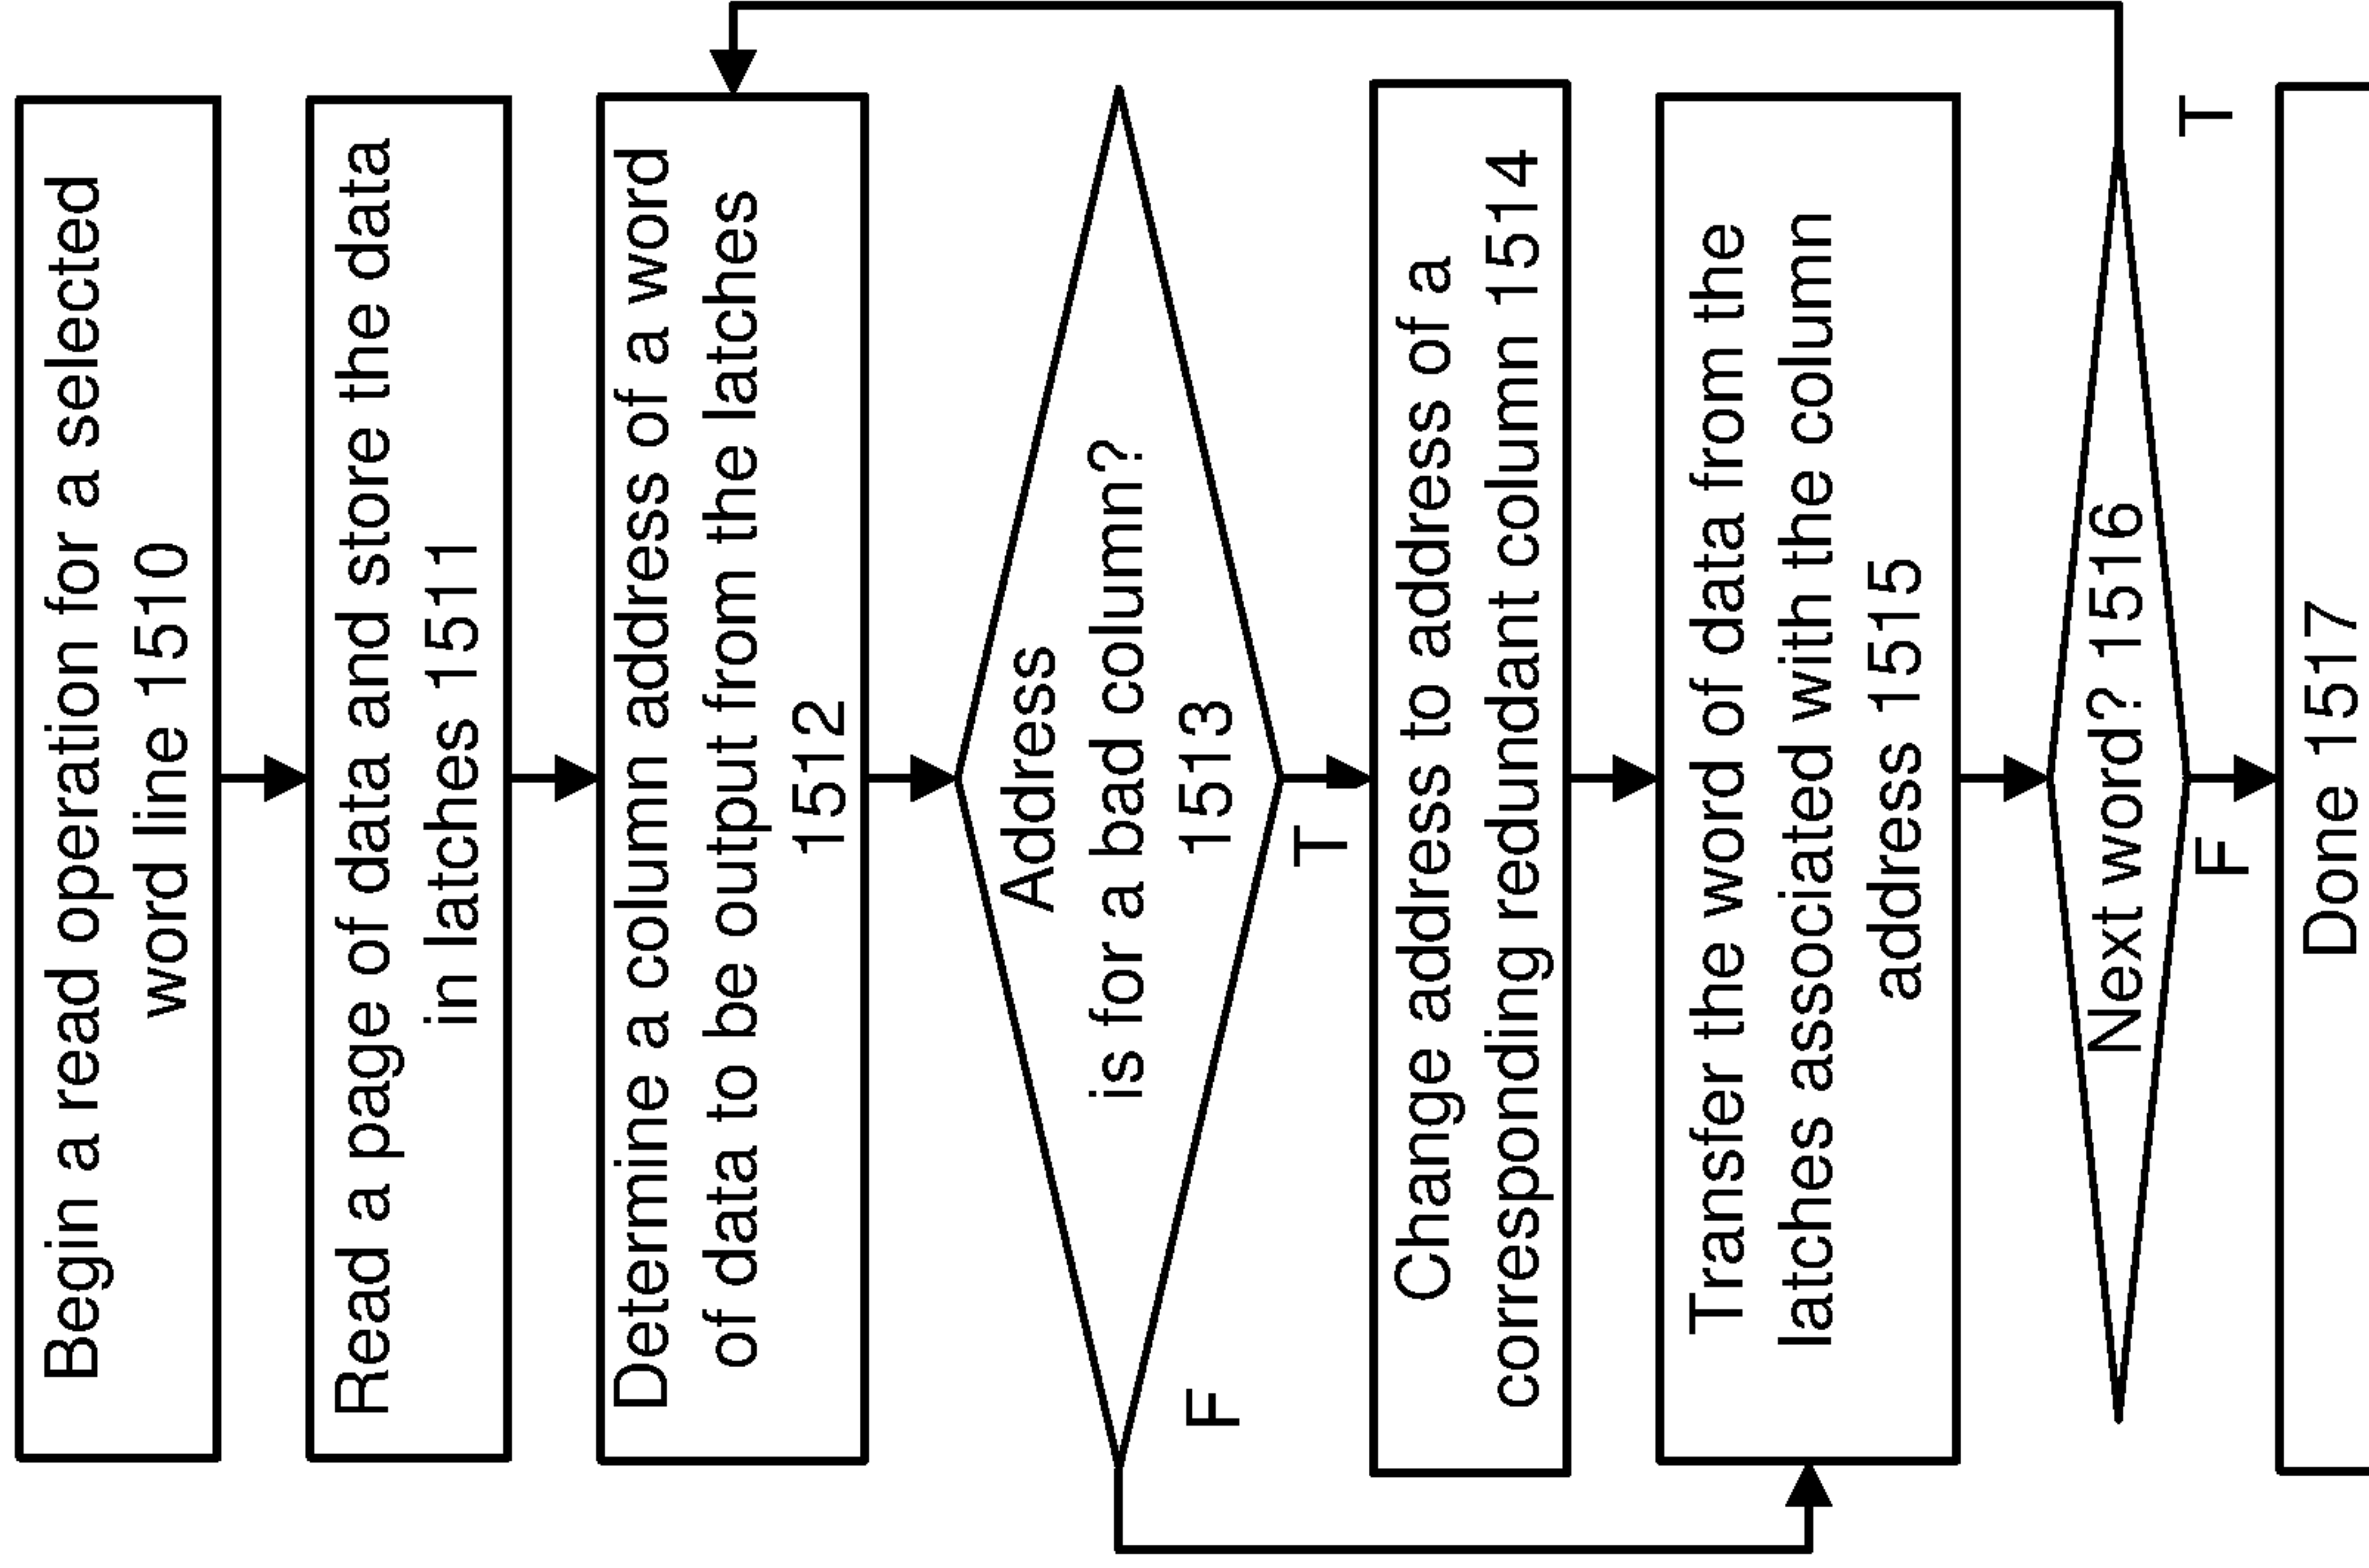 Begin a read operation for a selected
word line 1510
Read a page of data and store the data
in latches 1511
Determine a column address of a word
of data to be output from the latches
1512
Address
is for a bad column?
1513
F
T
Change address to address of a
corresponding redundant column 1514
Transfer the word of data from the
latches associated with the column
address 1515
Next word? 1516
T
F
Done 1517